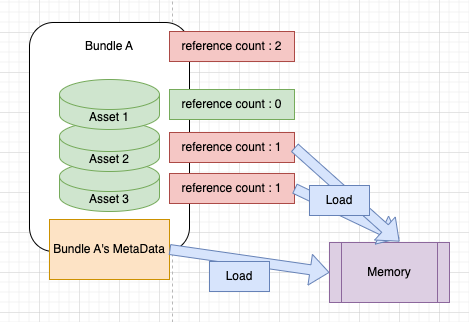 Bundle A
reference count : 2
reference count : 0
Asset 1
reference count : 1
Asset 2
reference count : 1
Asset 3
Load
Bundle A's MetaData
Load
Memory